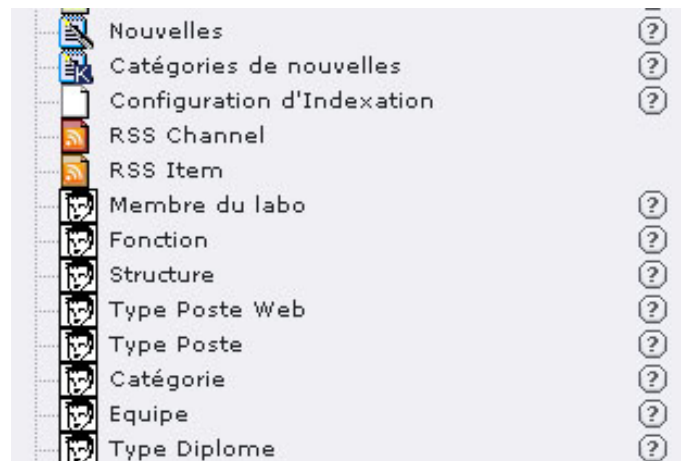 Nouvelles ?
Catégories de nouvelles ?
Configuration d'Indexation ?
RSS Channel
RSS Item
Membre du labo ?
Fonction ?
Structure ?
Type Poste Web ?
Type Poste ?
Catégorie ?
Equipe ?
Type Diplome ?